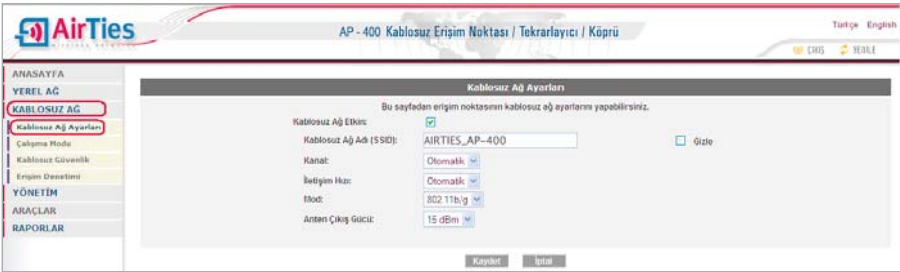 AirTies
AP - 400 Kablosuz Erişim Noktası / Tekrarlayıcı / Köprü
Türkçe English
ÇIKIŞ YENİLE
ANASAYFA
YEREL AĞ
KABLOSUZ AĞ
Kablosuz Ağ Ayarları
Çalışma Modu
Kablosuz Güvenlik
Erişim Denetimi
YÖNETİM
ARAÇLAR
RAPORLAR
Kablosuz Ağ Ayarları
Bu sayfadan erişim noktasının kablosuz ağ ayarlarını yapabilirsiniz.
Kablosuz Ağ Etkin:
Kablosuz Ağ Adı (SSID): AIRTIES_AP-400 Gizle
Kanal: Otomatik
İletişim Hızı: Otomatik
Mod: 802.11b/g
Anten Çıkış Gücü: 15 dBm
Kaydet İptal